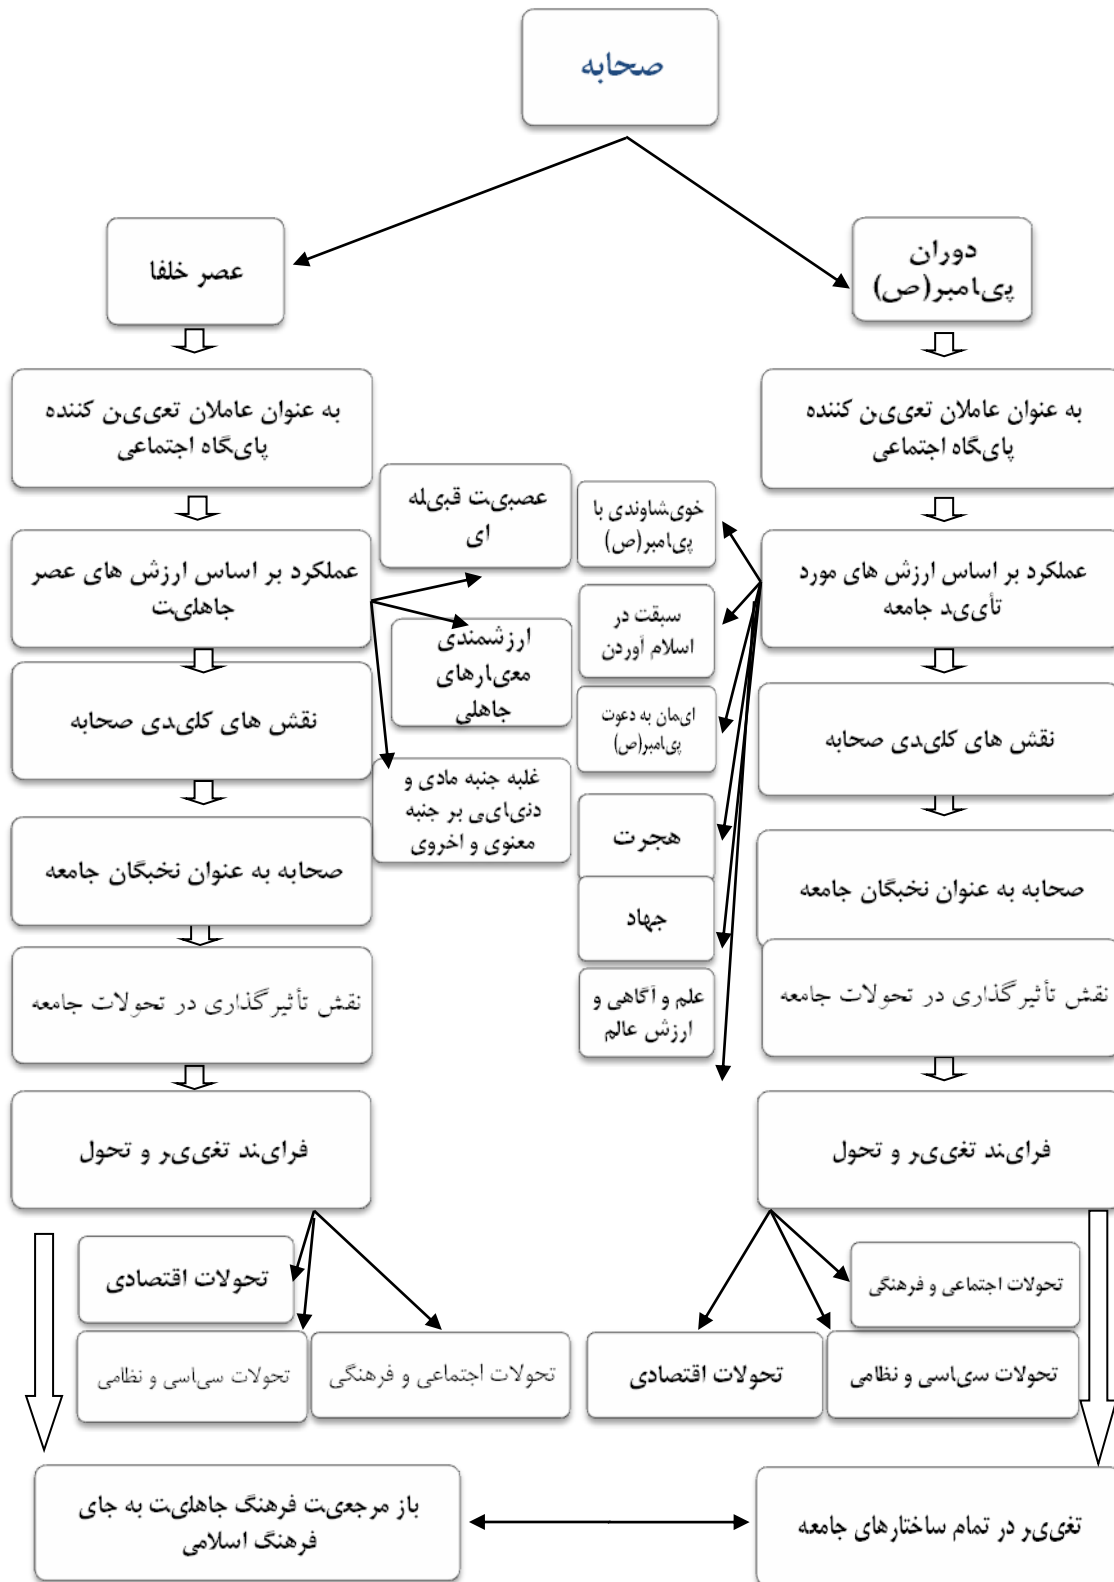 صحابه
دوران
پیامبر(ص)
عصر خلفا
به عنوان عاملان تعیین کننده
پایگاه اجتماعی
به عنوان عاملان تعیین کننده
پایگاه اجتماعی
عملکرد بر اساس ارزش های مورد
تأیید جامعه
خویشاوندی با
پیامبر(ص)
سبقت در
اسلام آوردن
ایمان به دعوت
پیامبر(ص)
هجرت
جهاد
علم و آگاهی و
ارزش عالم
عملکرد بر اساس ارزش های عصر
جاهلیت
عصبیت قبیله
ای
ارزشمندی
معیارهای
جاهلی
غلبه جنبه مادی و
دنیایی بر جنبه
معنوی و اخروی
نقش های کلیدی صحابه
نقش های کلیدی صحابه
صحابه به عنوان نخبگان جامعه
صحابه به عنوان نخبگان جامعه
نقش تأثیرگذاری در تحولات جامعه
نقش تأثیرگذاری در تحولات جامعه
فرایند تغییر و تحول
فرایند تغییر و تحول
تحولات اجتماعی و فرهنگی
تحولات سیاسی و نظامی
تحولات اقتصادی
تحولات اقتصادی
تحولات اجتماعی و فرهنگی
تحولات سیاسی و نظامی
تغییر در تمام ساختارهای جامعه
باز مرجعیت فرهنگ جاهلیت به جای
فرهنگ اسلامی